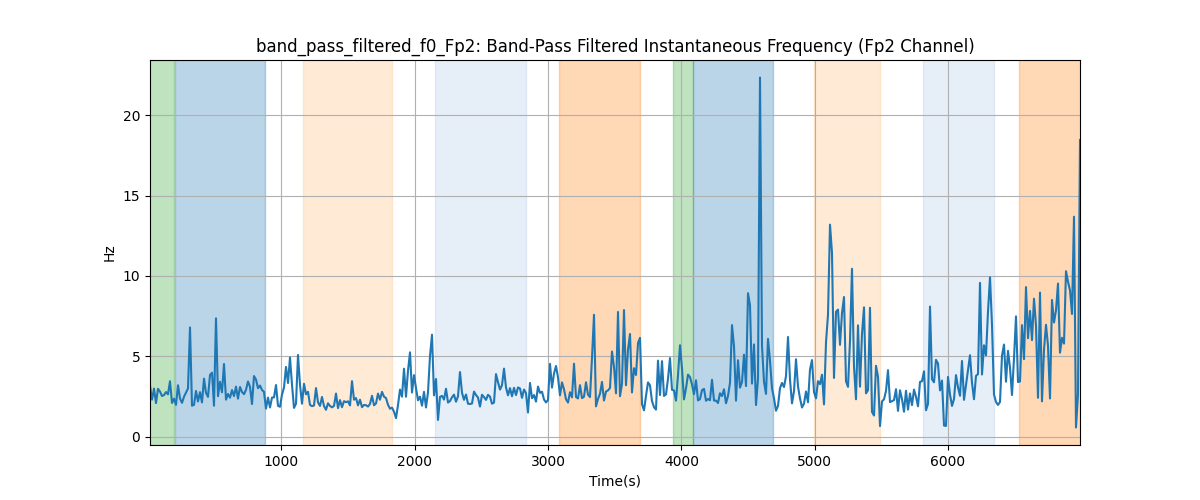 band_pass_filtered_f0_Fp2: Band-Pass Filtered Instantaneous Frequency (Fp2 Channel)
20
15
10
5
0
Hz
1000 2000 3000 4000 5000 6000
Time(s)